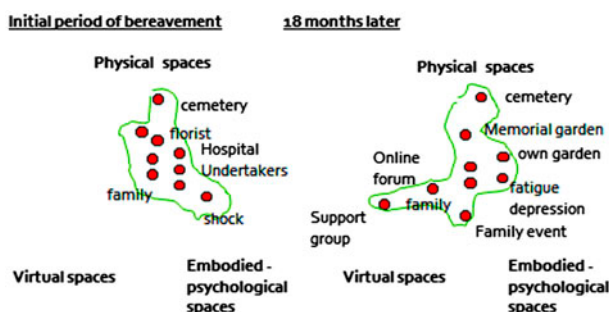 Initial period of bereavement
Physical spaces
cemetery
florist
Hospital
Undertakers
family
shock
Virtual spaces
Embodied -
psychological
spaces
18 months later
Physical spaces
cemetery
Memorial garden
own garden
Online
forum
family
fatigue
depression
Support
group
Family event
Virtual spaces
Embodied -
psychological
spaces